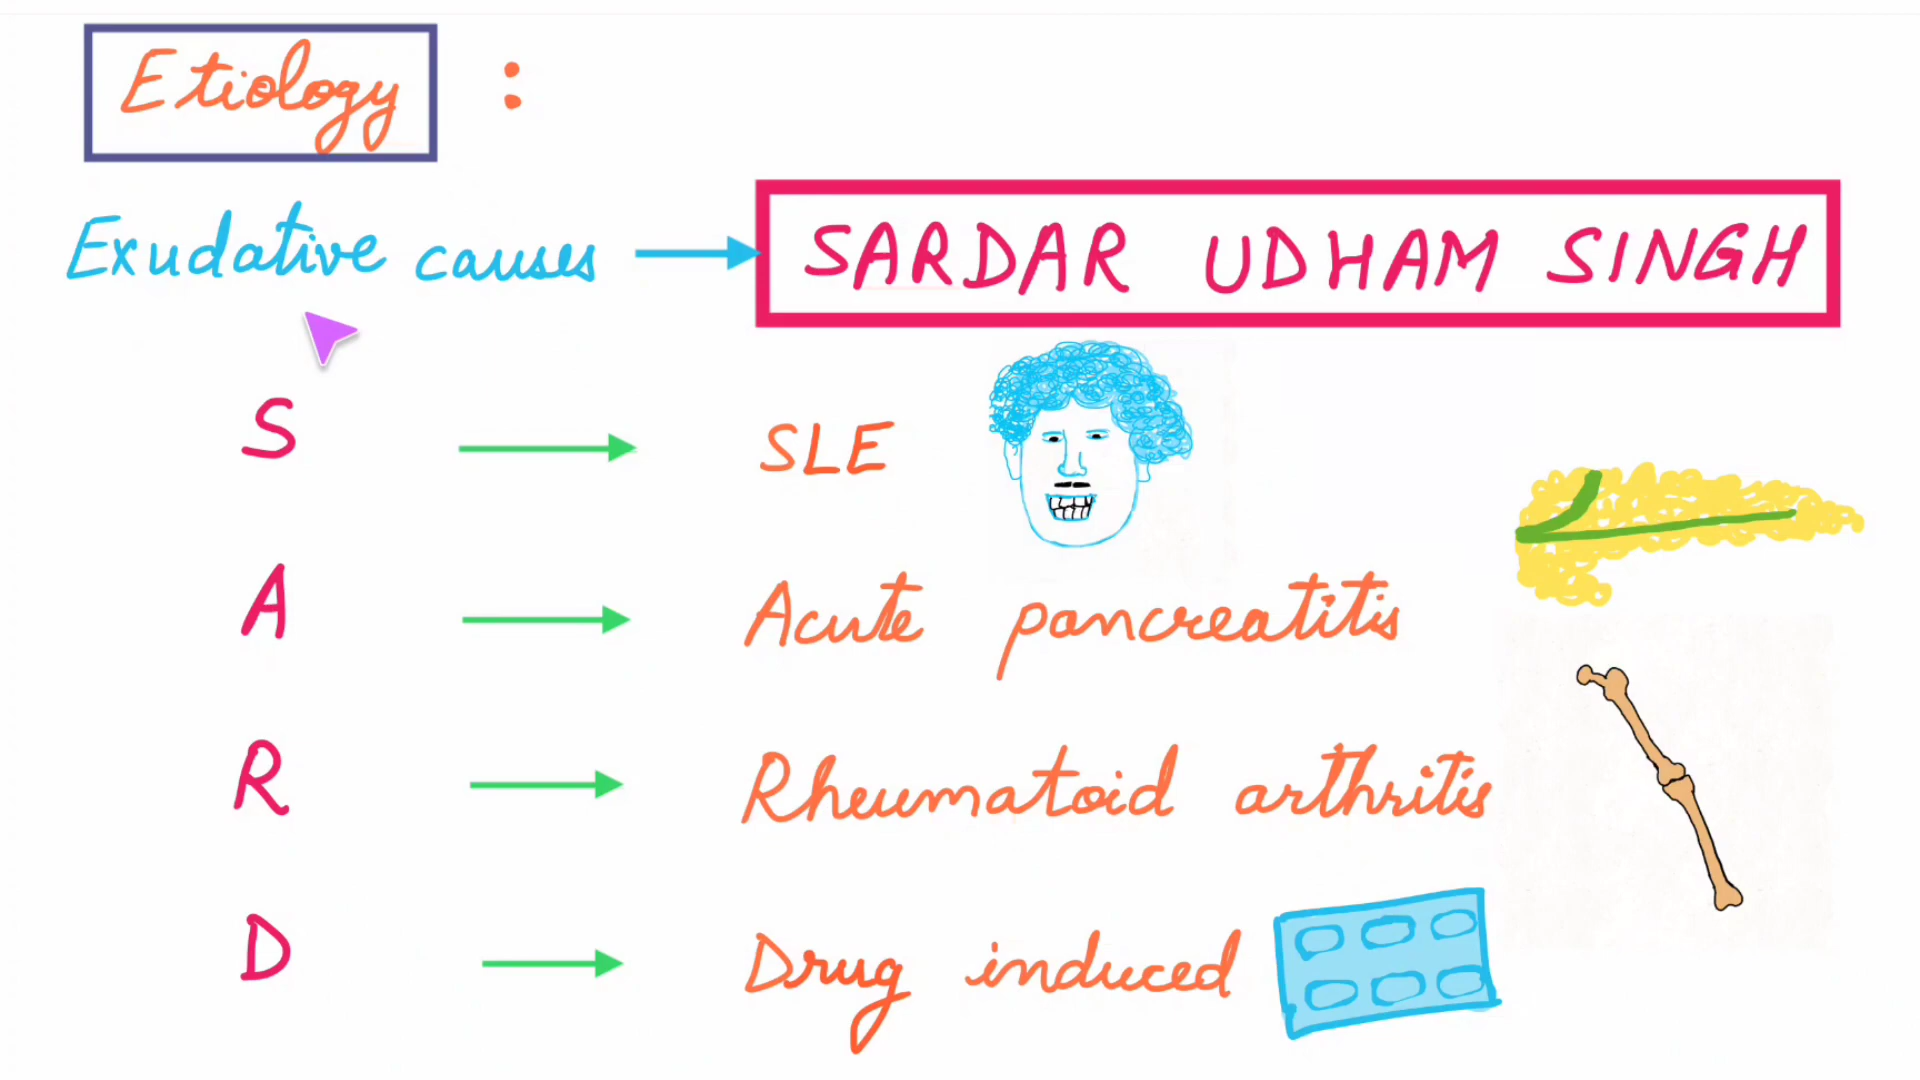 Etiology :
Exudative causes → SARDAR UDHAM SINGH
S → SLE
A → Acute pancreatitis
R → Rheumatoid arthritis
D → Drug induced